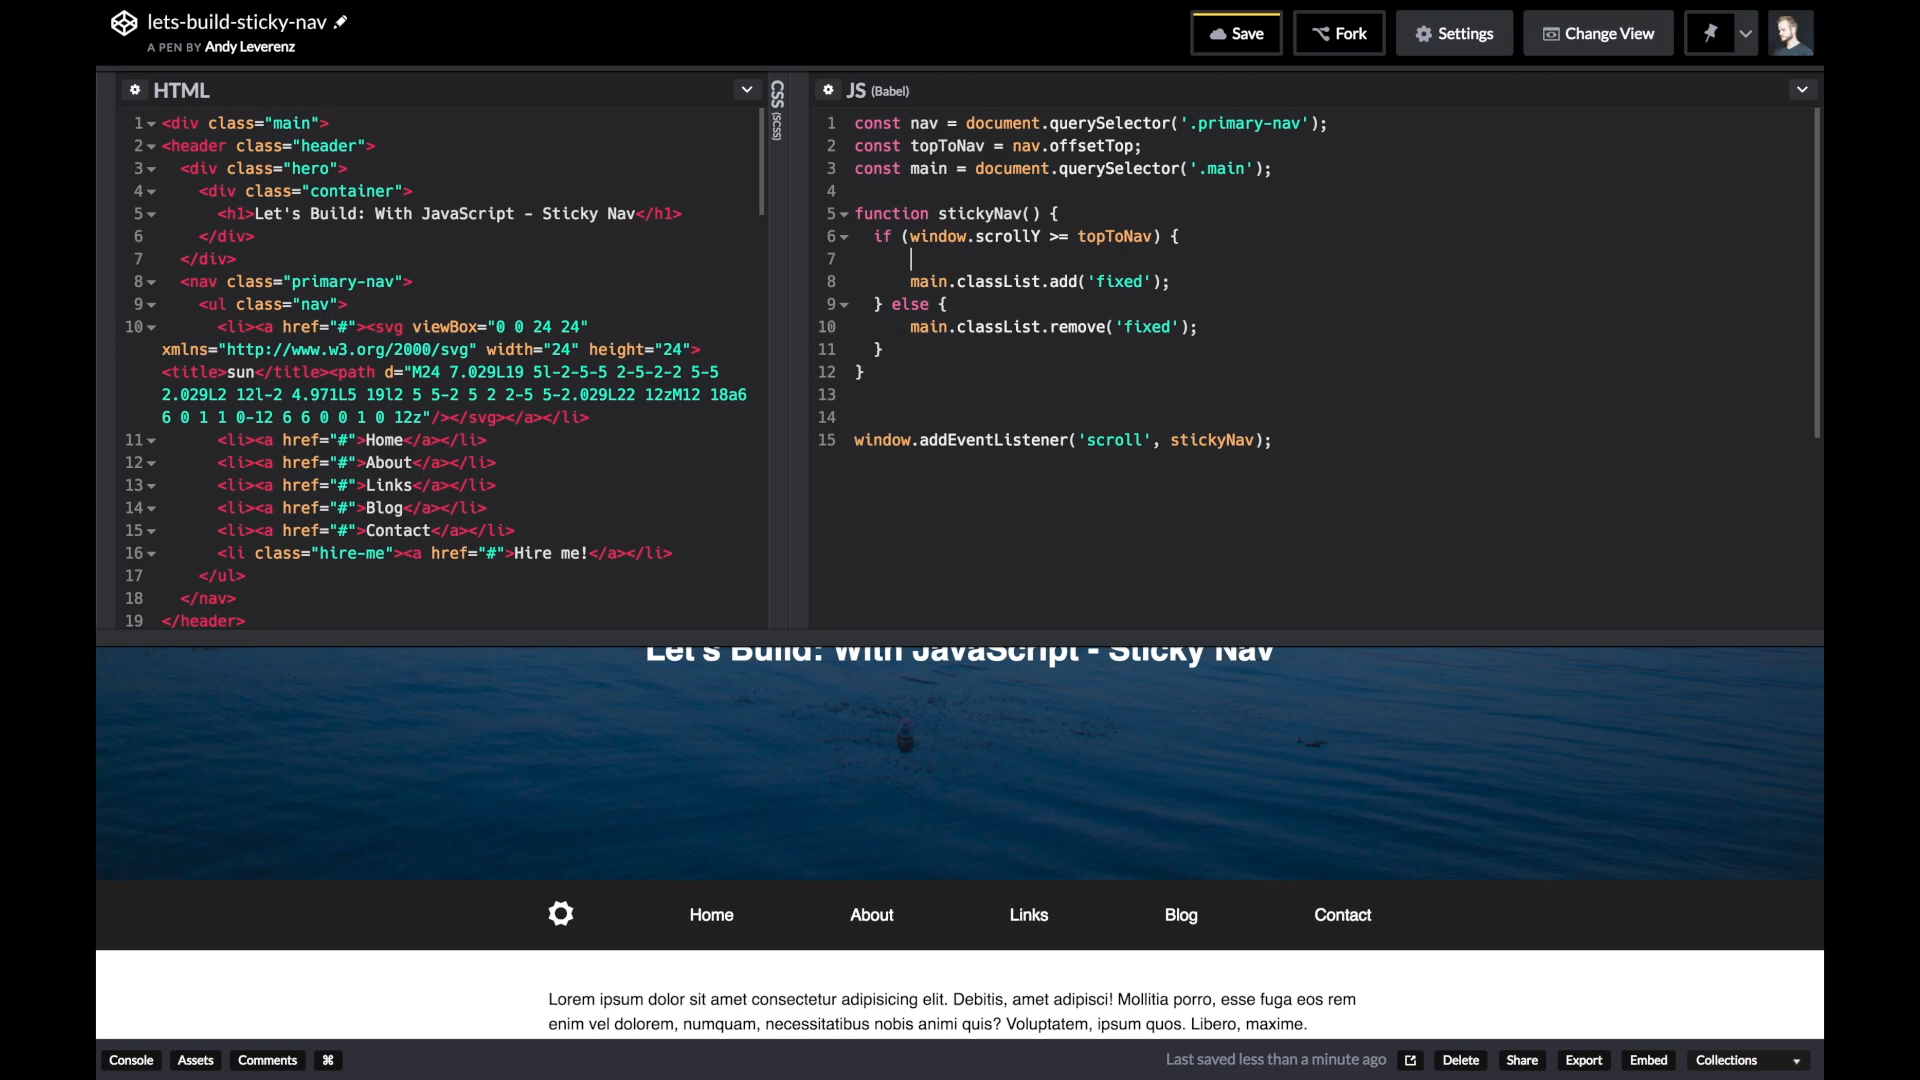 lets-build-sticky-nav
A PEN BY Andy Leverenz
Save
Fork
Settings
Change View
HTML
1 <div class="main">
2 <header class="header">
3 <div class="hero">
4 <div class="container">
5 <h1>Let's Build: With JavaScript - Sticky Nav</h1>
6 </div>
7 </div>
8 <nav class="primary-nav">
9 <ul class="nav">
10 <li><a href="#"><svg viewBox="0 0 24 24"
xmlns="http://www.w3.org/2000/svg" width="24" height="24">
<title>sun</title><path d="M24 7.029L19 5l-2-5-5 2-5-2-2 5-5
2.029L2 12l-2 4.971L5 19l2 5 5-2 5 2 2-5 5-2.029L22 12zM12 18a6
6 0 1 1 0-12 6 6 0 0 1 0 12z"/></svg></a></li>
11 <li><a href="#">Home</a></li>
12 <li><a href="#">About</a></li>
13 <li><a href="#">Links</a></li>
14 <li><a href="#">Blog</a></li>
15 <li><a href="#">Contact</a></li>
16 <li class="hire-me"><a href="#">Hire me!</a></li>
17 </ul>
18 </nav>
19 </header>
CSS (SCSS)
JS (Babel)
1 const nav = document.querySelector('.primary-nav');
2 const topToNav = nav.offsetTop;
3 const main = document.querySelector('.main');
4
5 function stickyNav() {
6 if (window.scrollY >= topToNav) {
7
8 main.classList.add('fixed');
9 } else {
10 main.classList.remove('fixed');
11 }
12 }
13
14
15 window.addEventListener('scroll', stickyNav);
Let's Build: With JavaScript - Sticky Nav
Home
About
Links
Blog
Contact
Lorem ipsum dolor sit amet consectetur adipisicing elit. Debitis, amet adipisci! Mollitia porro, esse fuga eos rem
enim vel dolorem, numquam, necessitatibus nobis animi quis? Voluptatem, ipsum quos. Libero, maxime.
Console
Assets
Comments
⌘
Last saved less than a minute ago
Delete
Share
Export
Embed
Collections